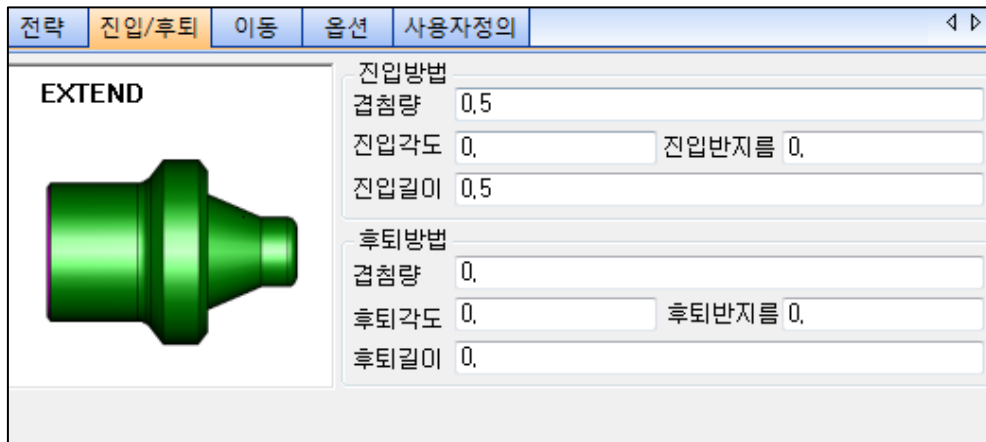 전략 진입/후퇴 이동 옵션 사용자정의
EXTEND
진입방법
겹침량 0.5
진입각도 0. 진입반지름 0.
진입길이 0.5
후퇴방법
겹침량 0.
후퇴각도 0. 후퇴반지름 0.
후퇴길이 0.